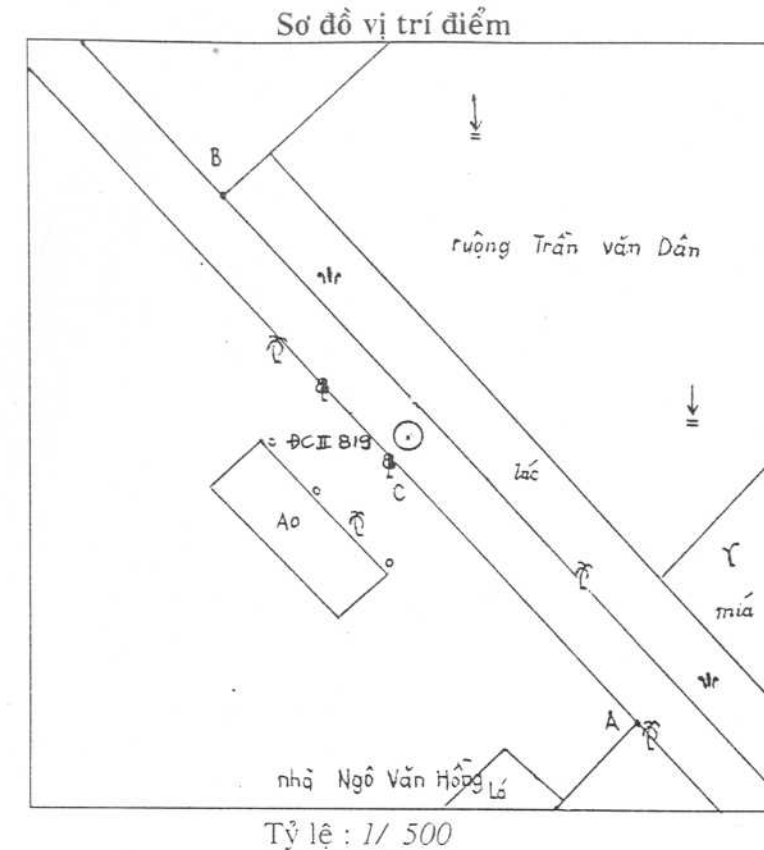 Sơ đồ vị trí điểm
B
ruộng Trần văn Dân
ĐCII 819
lác
C
Ao
miá
A
nhà Ngô Văn Hồng
Lá
Tỷ lệ : 1/ 500